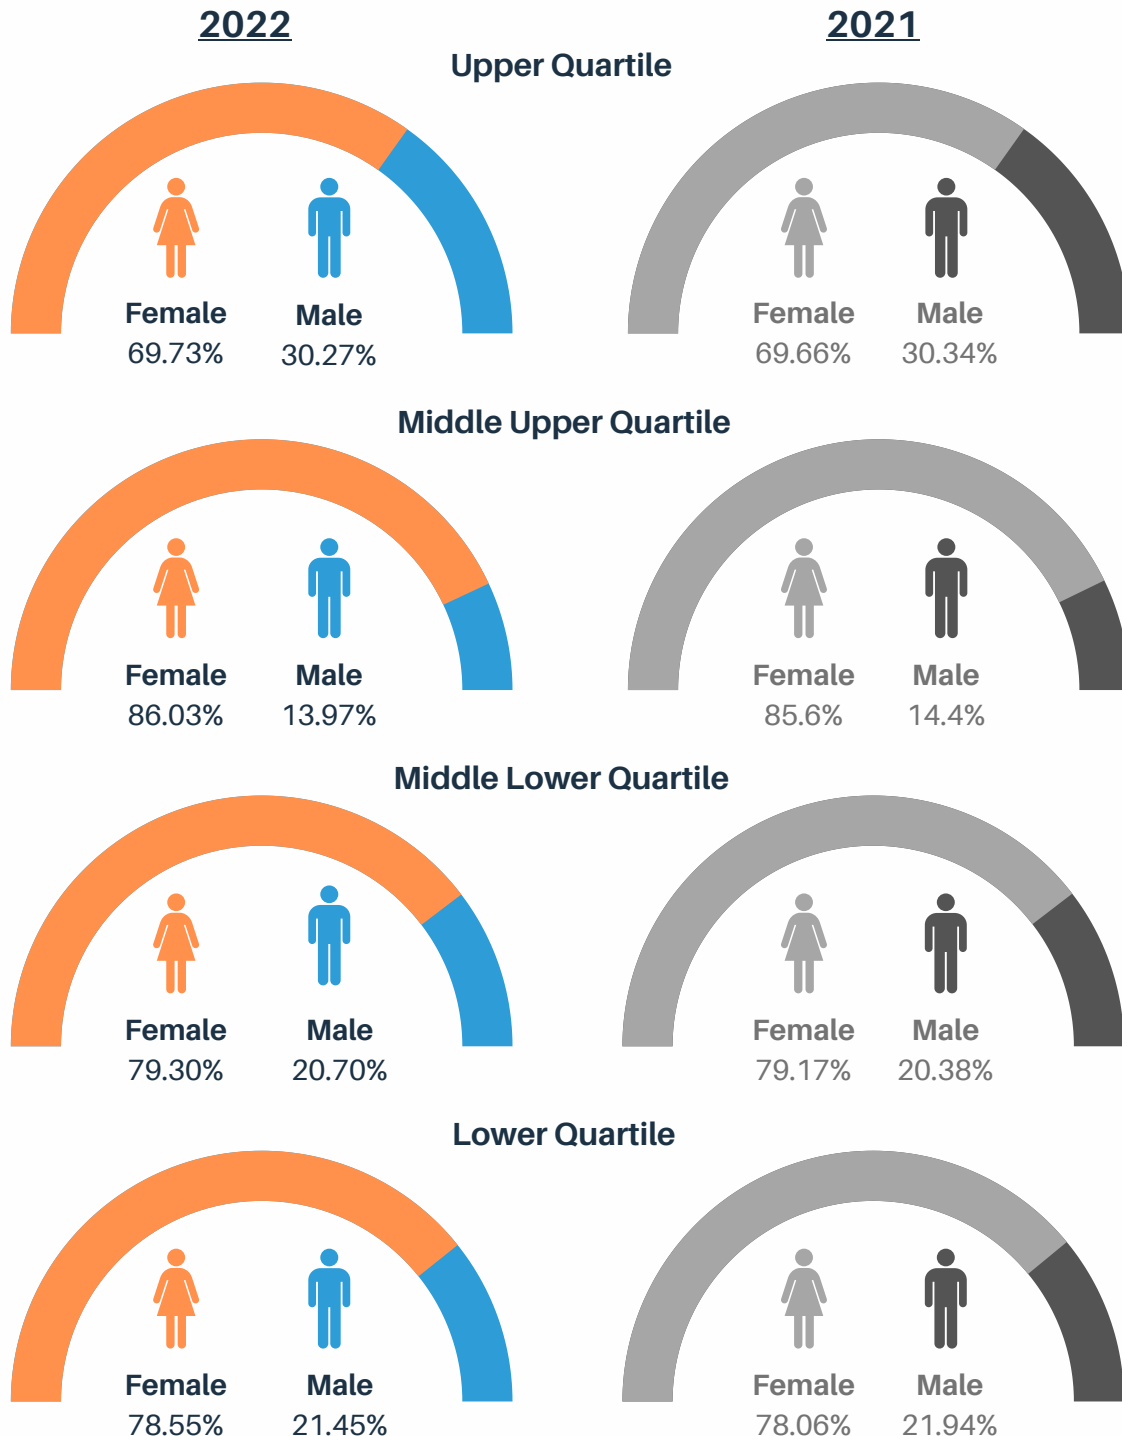 2022 2021
Upper Quartile
Female Male Female Male
69.73% 30.27% 69.66% 30.34%
Middle Upper Quartile
Female Male Female Male
86.03% 13.97% 85.6% 14.4%
Middle Lower Quartile
Female Male Female Male
79.30% 20.70% 79.17% 20.38%
Lower Quartile
Female Male Female Male
78.55% 21.45% 78.06% 21.94%